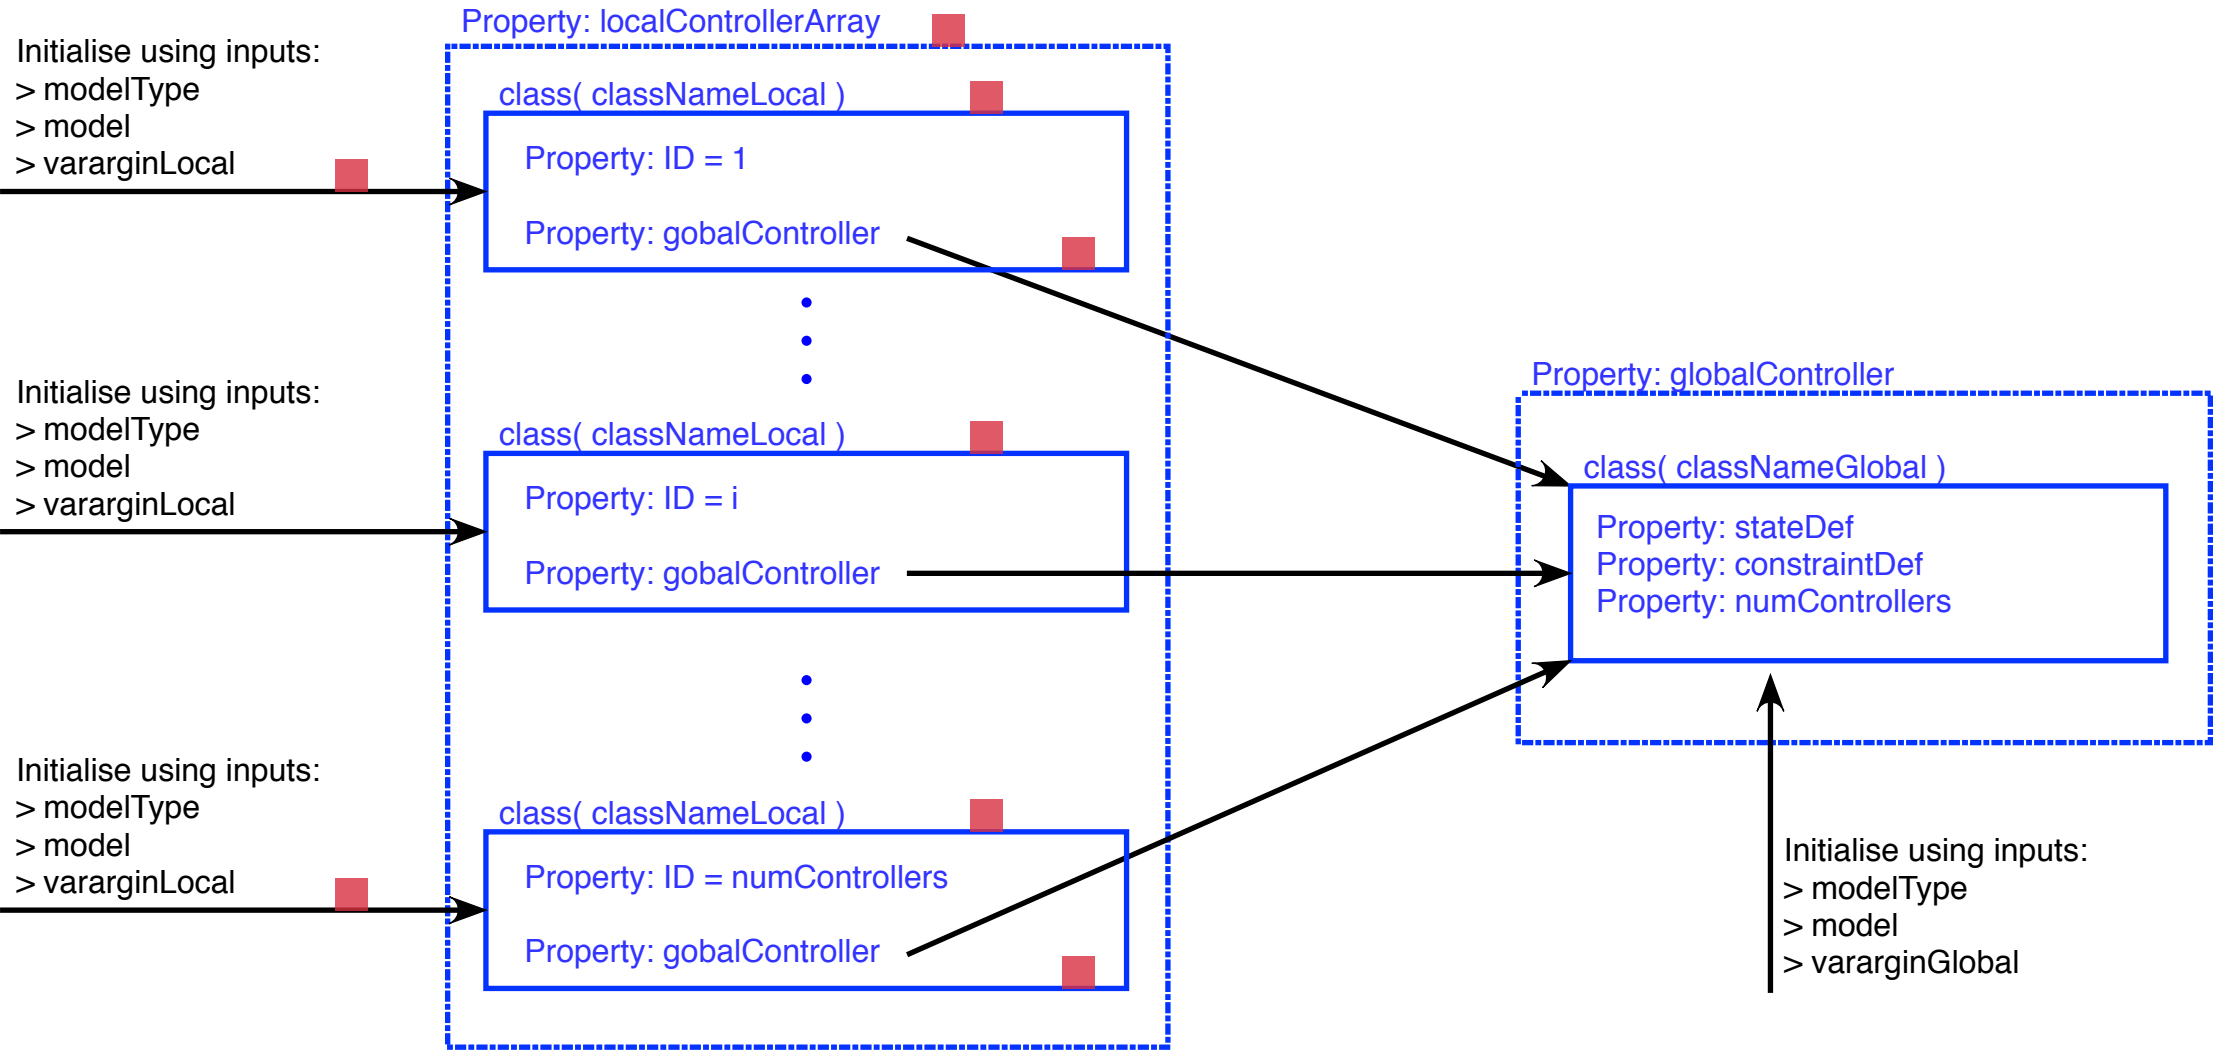 Property: localControllerArray
Initialise using inputs:
> modelType
> model
> vararginLocal
class( classNameLocal )
Property: ID = 1
Property: gobalController
Initialise using inputs:
> modelType
> model
> vararginLocal
class( classNameLocal )
Property: ID = i
Property: gobalController
Initialise using inputs:
> modelType
> model
> vararginLocal
class( classNameLocal )
Property: ID = numControllers
Property: gobalController
Property: globalController
class( classNameGlobal )
Property: stateDef
Property: constraintDef
Property: numControllers
Initialise using inputs:
> modelType
> model
> vararginGlobal